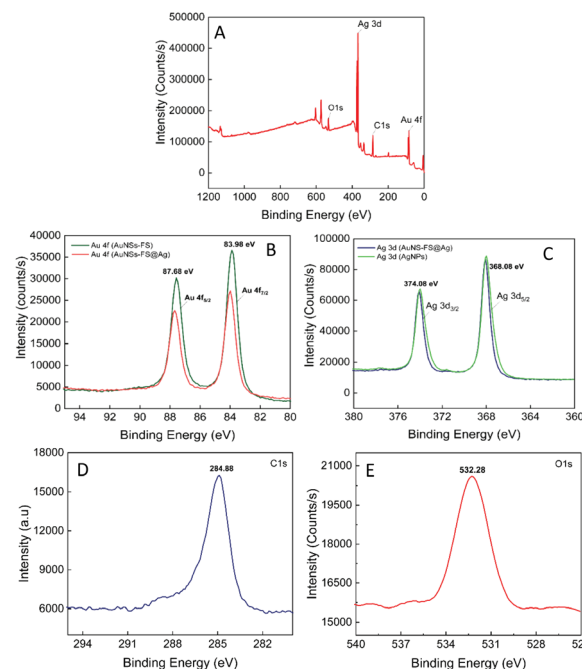 A
Ag 3d
O1s
C1s
Au 4f
Intensity (Counts/s)
500000
400000
300000
200000
100000
0
1200 1000 800 600 400 200 0
Binding Energy (eV)
B
Au 4f (AuNSs-FS)
Au 4f (AuNSs-FS@Ag)
83.98 eV
87.68 eV
Au 4f5/2
Au 4f7/2
Intensity (counts/s)
40000
35000
30000
25000
20000
15000
10000
5000
0
94 92 90 88 86 84 82 80
Binding Energy (eV)
C
Ag 3d (AuNS-FS@Ag)
Ag 3d (AgNPs)
368.08 eV
374.08 eV
Ag 3d3/2
Ag 3d5/2
Intensity (Counts/s)
100000
80000
60000
40000
20000
0
380 376 372 368 364 360
Binding Energy (eV)
D
284.88
C1s
Intensity (a.u)
18000
15000
12000
9000
6000
294 291 288 285 282
Binding Energy (eV)
E
532.28
O1s
Intensity (Counts/s)
21000
19500
18000
16500
15000
540 536 532 528
Binding Energy (eV)